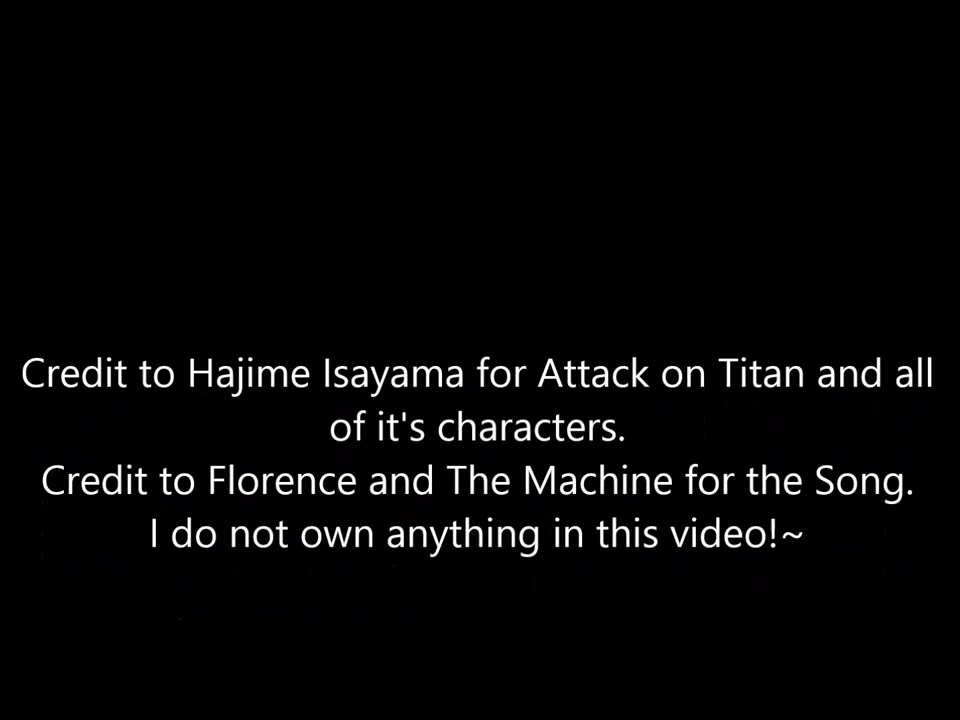 Credit to Hajime Isayama for Attack on Titan and all
of it's characters.
Credit to Florence and The Machine for the Song.
I do not own anything in this video!~